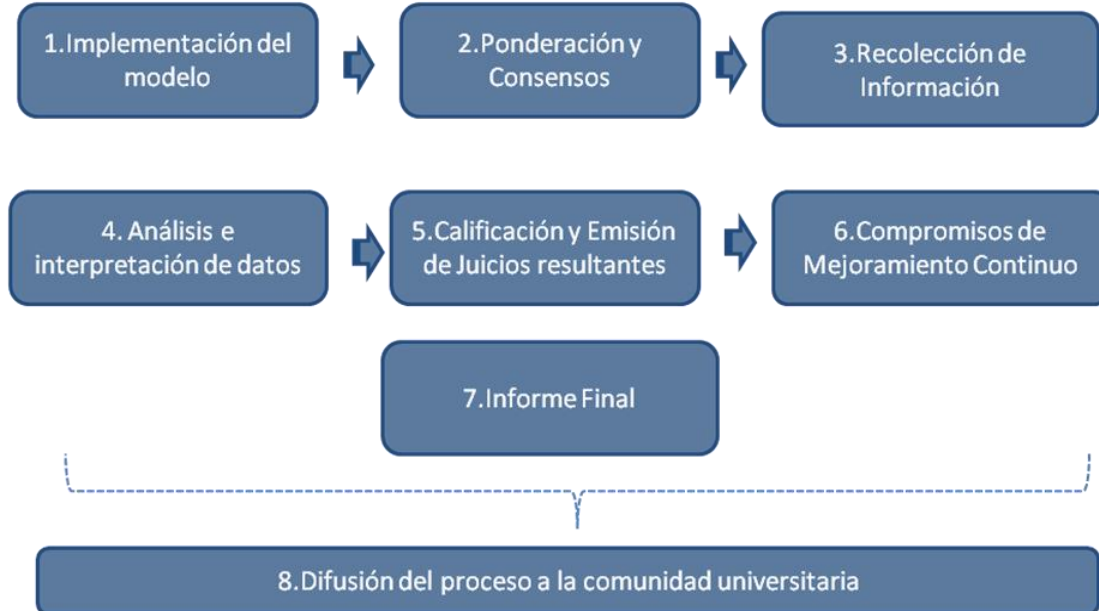 1.Implementación del
modelo
2.Ponderación y
Consensos
3.Recolección de
Información
4. Análisis e
interpretación de datos
5.Calificación y Emisión
de Juicios resultantes
6.Compromisos de
Mejoramiento Continuo
7.Informe Final
8.Difusión del proceso a la comunidad universitaria